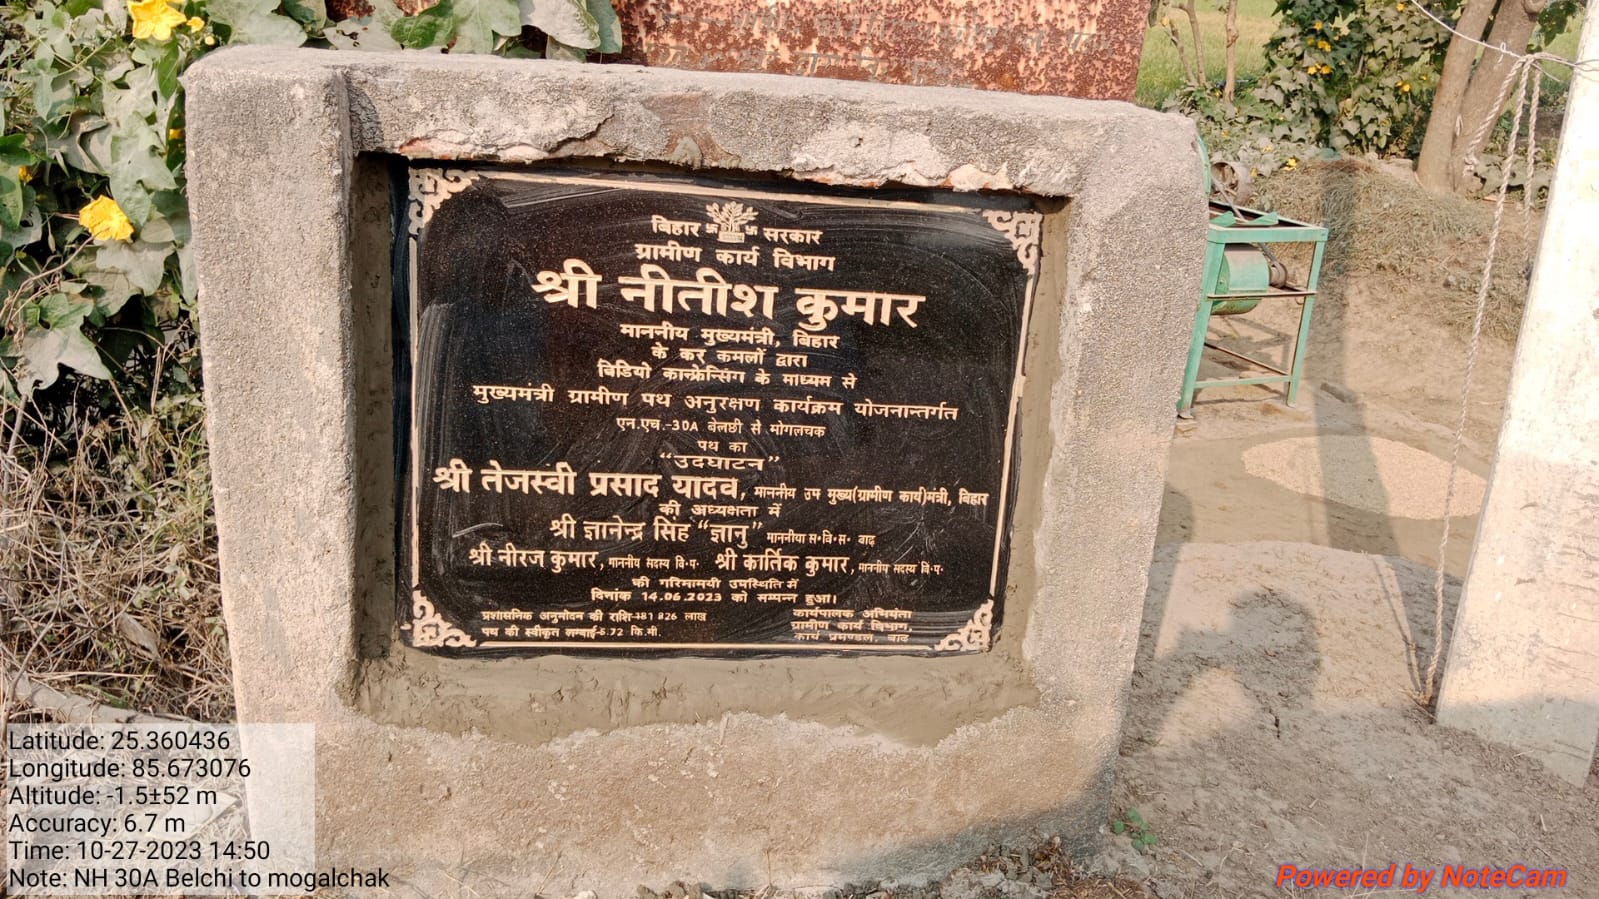 बिहार सरकार
ग्रामीण कार्य विभाग
श्री नीतीश कुमार
माननीय मुख्यमंत्री, बिहार
के कर कमलों द्वारा
विडियो कान्फ्रेन्सिंग के माध्यम से
मुख्यमंत्री ग्रामीण पथ अनुरक्षण कार्यक्रम योजनान्तर्गत
एन.एच.-30A बेलछी से मोगलचक
पथ का
“उदघाटन”
श्री तेजस्वी प्रसाद यादव, माननीय उप मुख्य(ग्रामीण कार्य)मंत्री, बिहार
की अध्यक्षता में
श्री ज्ञानेन्द्र सिंह “ज्ञानु” माननीया स॰वि॰स॰ बाढ़
श्री नीरज कुमार, माननीय सदस्य वि॰प॰ श्री कार्तिक कुमार, माननीय सदस्य वि॰प॰
की गरिमामयी उपस्थिति में
दिनांक 14.06.2023 को सम्पन्न हुआ।
प्रशासनिक अनुमोदन की राशि 826 लाख
पथ की स्वीकृत लम्बाई .72 कि.मी.
कार्यपालक अभियंता
ग्रामीण कार्य विभाग,
कार्य प्रमण्डल, बाढ़
Latitude: 25.360436
Longitude: 85.673076
Altitude: -1.5±52 m
Accuracy: 6.7 m
Time: 10-27-2023 14:50
Note: NH 30A Belchi to mogalchak
Powered by NoteCam